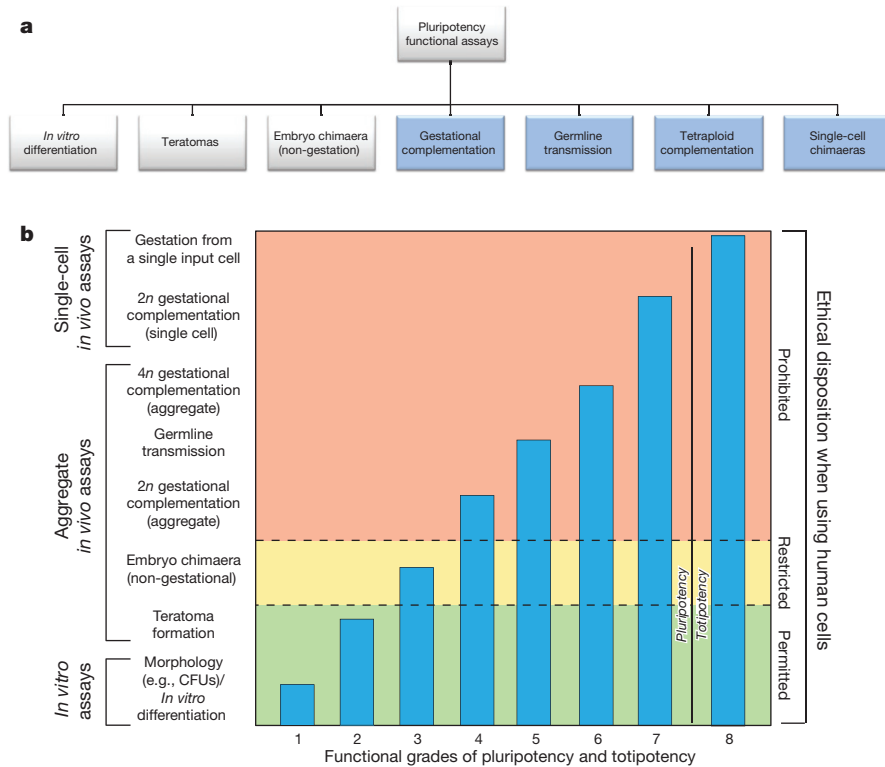 a
Pluripotency
functional assays
In vitro
differentiation
Teratomas
Embryo chimaera
(non-gestation)
Gestational
complementation
Germline
transmission
Tetraploid
complementation
Single-cell
chimaeras
b
Single-cell
in vivo assays
Gestation from
a single input cell
2n gestational
complementation
(single cell)
Aggregate
in vivo assays
4n gestational
complementation
(aggregate)
Germline
transmission
2n gestational
complementation
(aggregate)
Embryo chimaera
(non-gestational)
Teratoma
formation
In vitro
assays
Morphology
(e.g., CFUs)/
In vitro
differentiation
Pluripotency
Totipotency
Prohibited
Restricted
Permitted
Ethical disposition when using human cells
1 2 3 4 5 6 7 8
Functional grades of pluripotency and totipotency